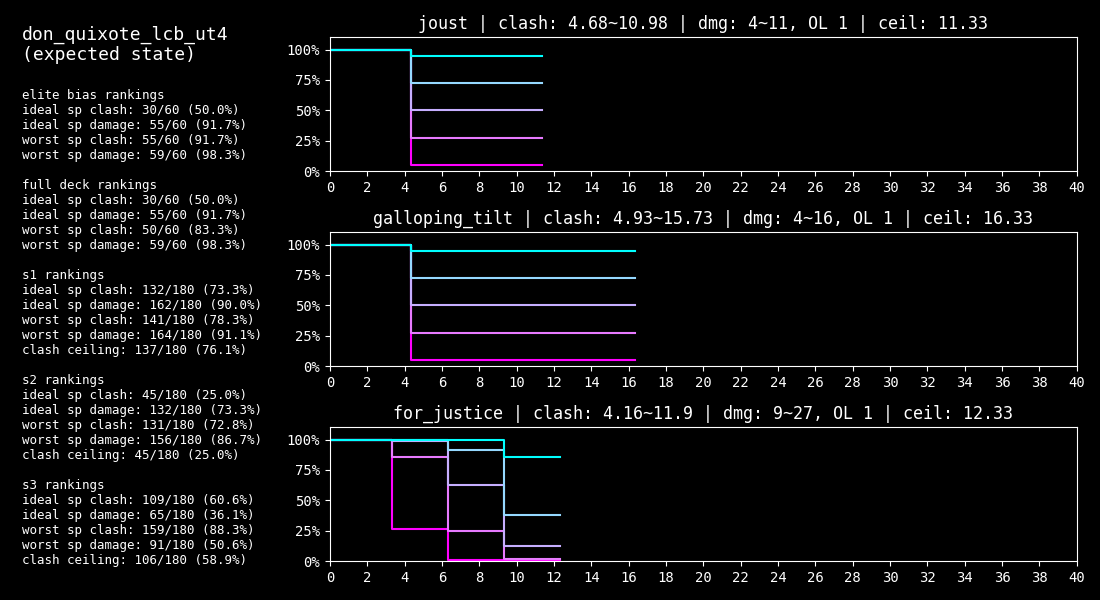 don_quixote_lcb_ut4
(expected state)
elite bias rankings
ideal sp clash: 30/60 (50.0%)
ideal sp damage: 55/60 (91.7%)
worst sp clash: 55/60 (91.7%)
worst sp damage: 59/60 (98.3%)
full deck rankings
ideal sp clash: 30/60 (50.0%)
ideal sp damage: 55/60 (91.7%)
worst sp clash: 50/60 (83.3%)
worst sp damage: 59/60 (98.3%)
s1 rankings
ideal sp clash: 132/180 (73.3%)
ideal sp damage: 162/180 (90.0%)
worst sp clash: 141/180 (78.3%)
worst sp damage: 164/180 (91.1%)
clash ceiling: 137/180 (76.1%)
s2 rankings
ideal sp clash: 45/180 (25.0%)
ideal sp damage: 132/180 (73.3%)
worst sp clash: 131/180 (72.8%)
worst sp damage: 156/180 (86.7%)
clash ceiling: 45/180 (25.0%)
s3 rankings
ideal sp clash: 109/180 (60.6%)
ideal sp damage: 65/180 (36.1%)
worst sp clash: 159/180 (88.3%)
worst sp damage: 91/180 (50.6%)
clash ceiling: 106/180 (58.9%)
joust | clash: 4.68~10.98 | dmg: 4~11, OL 1 | ceil: 11.33
100%
75%
50%
25%
0%
0 2 4 6 8 10 12 14 16 18 20 22 24 26 28 30 32 34 36 38 40
galloping_tilt | clash: 4.93~15.73 | dmg: 4~16, OL 1 | ceil: 16.33
100%
75%
50%
25%
0%
0 2 4 6 8 10 12 14 16 18 20 22 24 26 28 30 32 34 36 38 40
for_justice | clash: 4.16~11.9 | dmg: 9~27, OL 1 | ceil: 12.33
100%
75%
50%
25%
0%
0 2 4 6 8 10 12 14 16 18 20 22 24 26 28 30 32 34 36 38 40